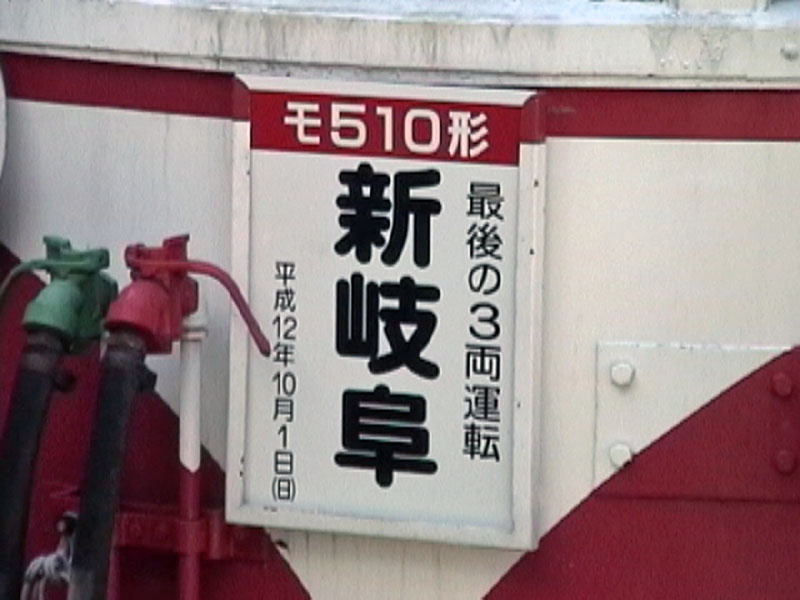 モ510形
最後の3両運転
新岐阜
平成12年10月1日(日)